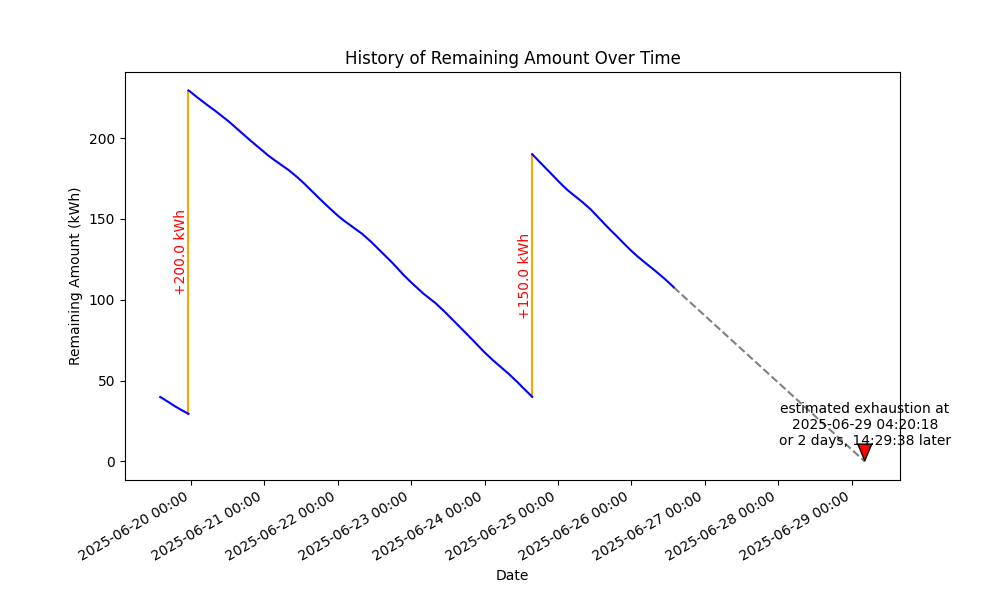 History of Remaining Amount Over Time
Remaining Amount (kWh)
200
150
100
50
0
+200.0 kWh
+150.0 kWh
estimated exhaustion at
2025-06-29 04:20:18
or 2 days, 14:29:38 later
2025-06-20 00:00
2025-06-21 00:00
2025-06-22 00:00
2025-06-23 00:00
2025-06-24 00:00
2025-06-25 00:00
2025-06-26 00:00
2025-06-27 00:00
2025-06-28 00:00
2025-06-29 00:00
Date